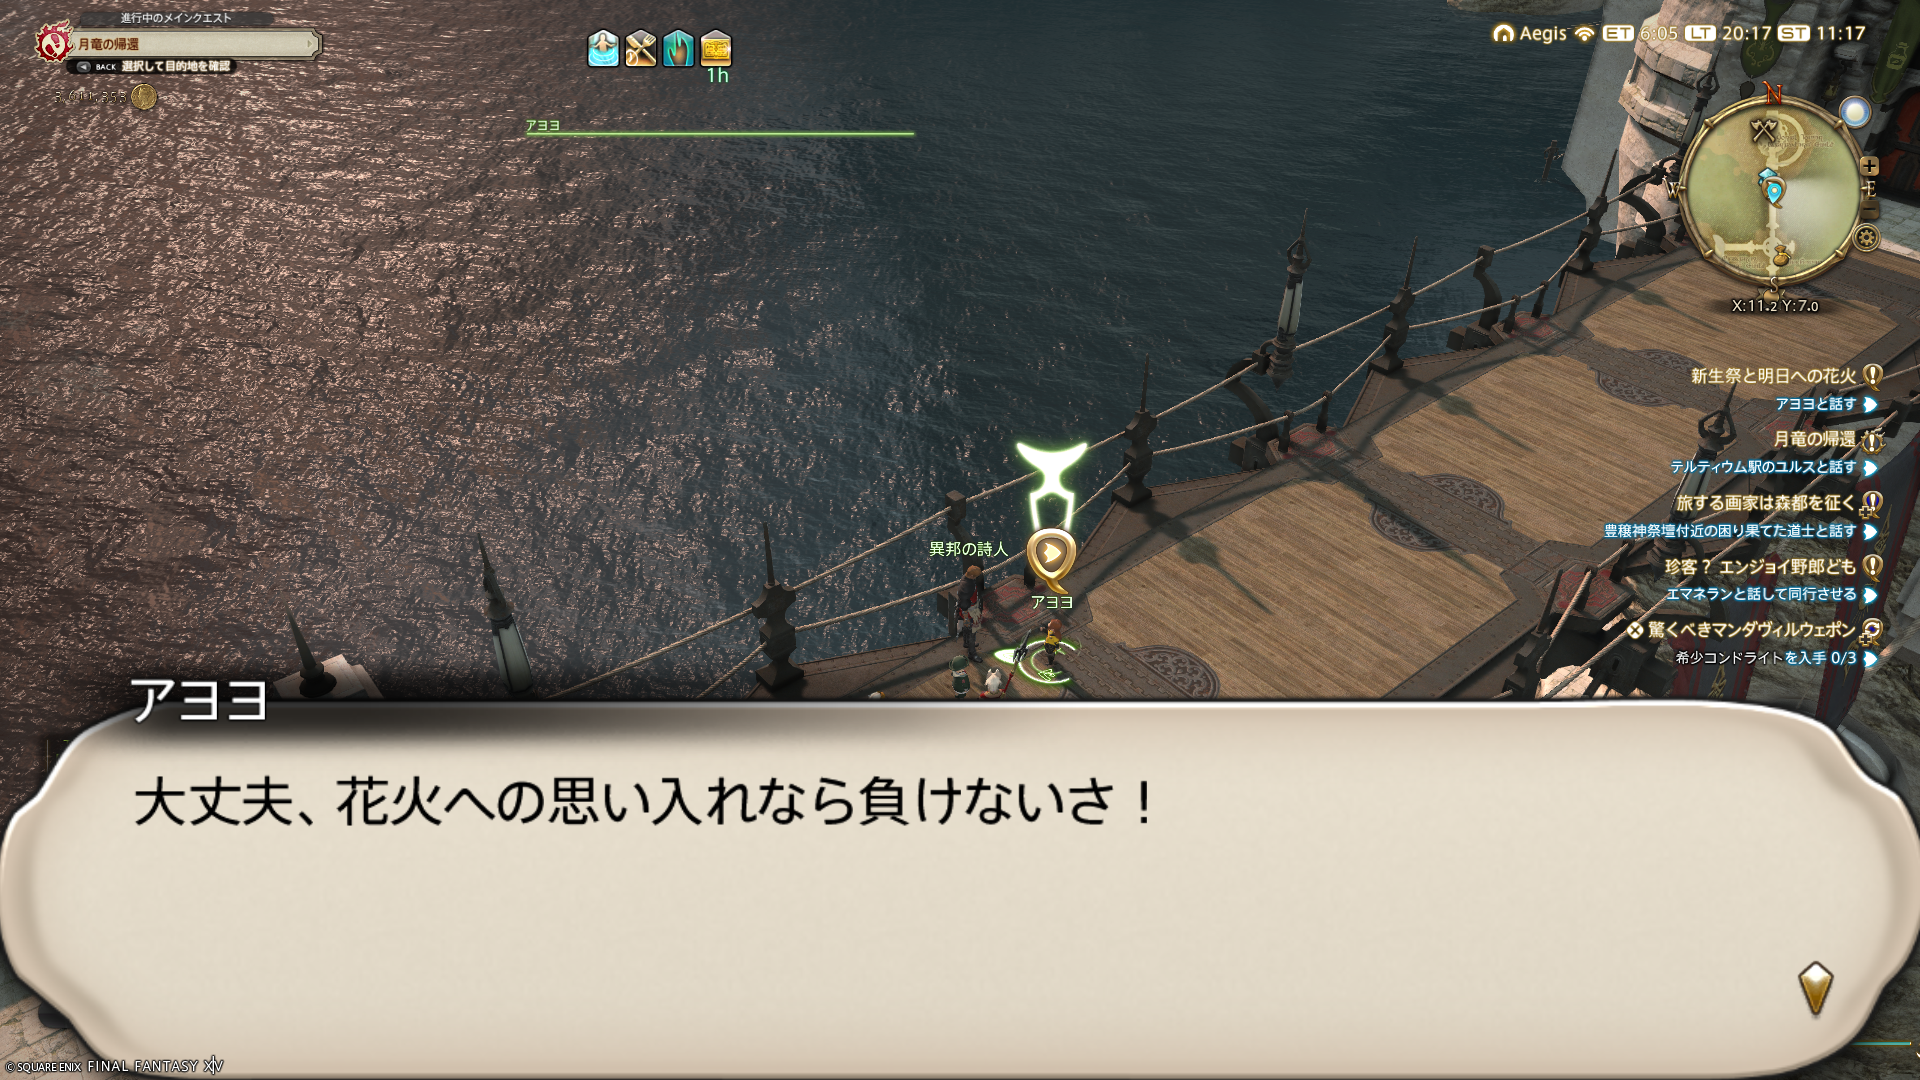 進行中のメインクエスト
月竜の帰還
BACK 選択して目的地を確認
1h
アヨヨ
Aegis ET 6:05 LT 20:17 ST 11:17
N
W
E
S
X:11.2 Y:7.0
新生祭と明日への花火
アヨヨと話す
月竜の帰還
テルティウム駅のユルスと話す
旅する画家は森都を征く
豊穣神祭壇付近の困り果てた道士と話す
珍客？ エンジョイ野郎ども
エマネランと話して同行させる
驚くべきマンダヴィルウェポン
希少コンドライトを入手 0/3
異邦の詩人
アヨヨ
アヨヨ
大丈夫、花火への思い入れなら負けないさ！
© SQUARE ENIX FINAL FANTASY XIV